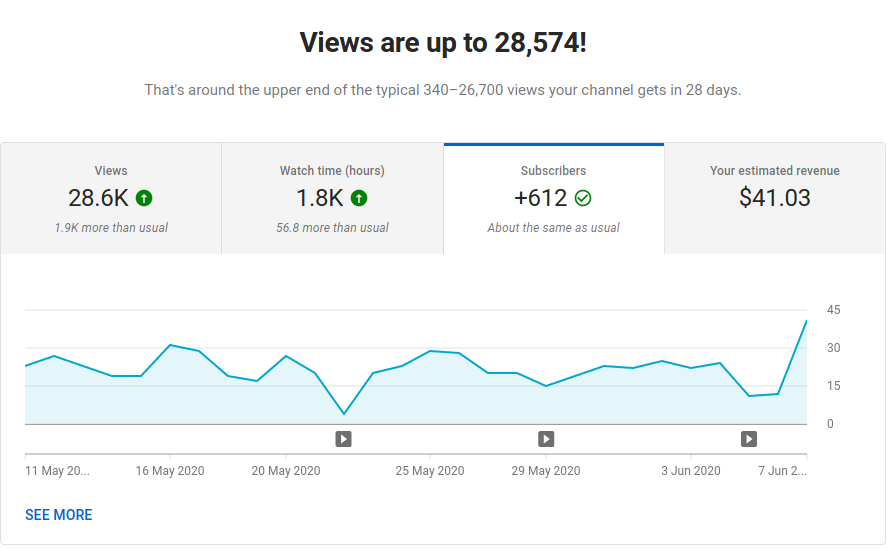 Views are up to 28,574!
That's around the upper end of the typical 340–26,700 views your channel gets in 28 days.
Views
28.6K
1.9K more than usual
Watch time (hours)
1.8K
56.8 more than usual
Subscribers
+612
About the same as usual
Your estimated revenue
$41.03
45
30
15
0
11 May 20...
16 May 2020
20 May 2020
25 May 2020
29 May 2020
3 Jun 2020
7 Jun 2...
SEE MORE